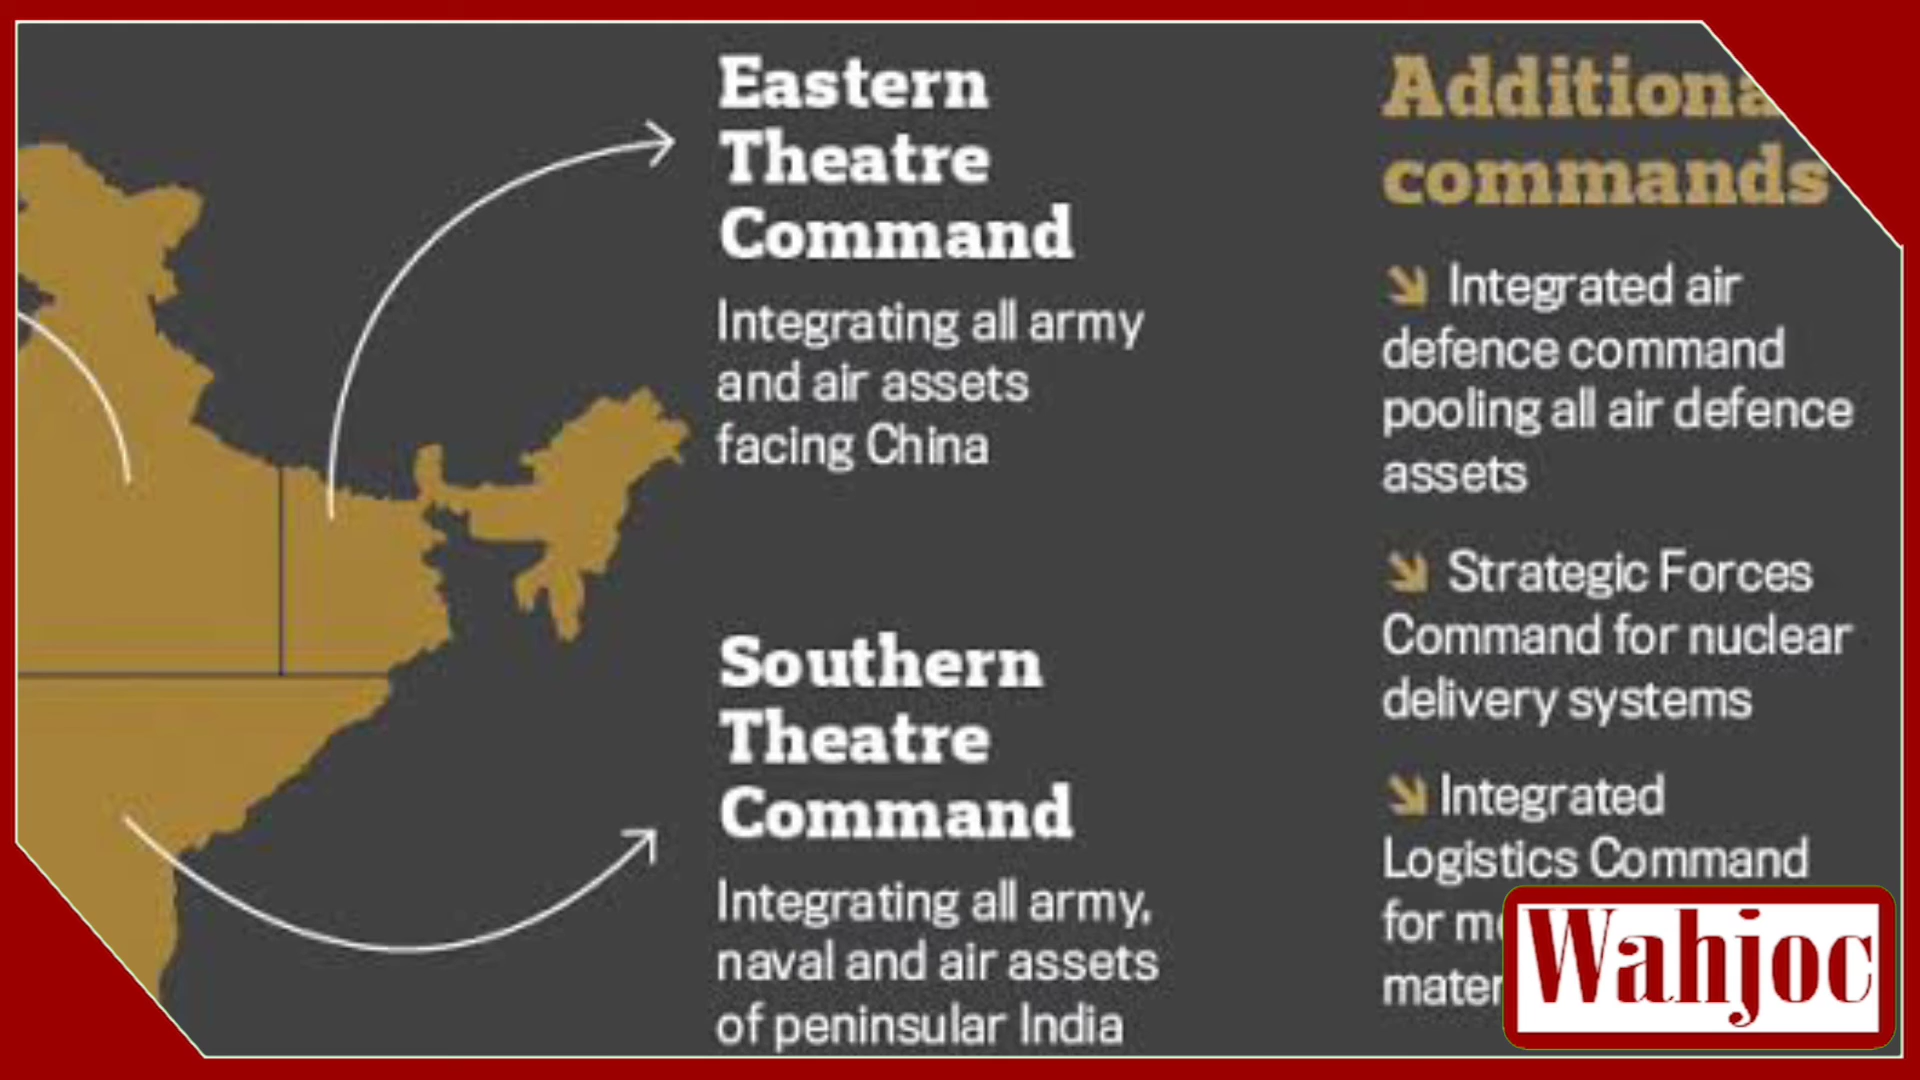 Eastern
Theatre
Command
Integrating all army
and air assets
facing China
Southern
Theatre
Command
Integrating all army,
naval and air assets
of peninsular India
commands
Integrated air
defence command
pooling all air defence
assets
Strategic Forces
Command for nuclear
delivery systems
Integrated
Logistics Command
for
Wahjoc